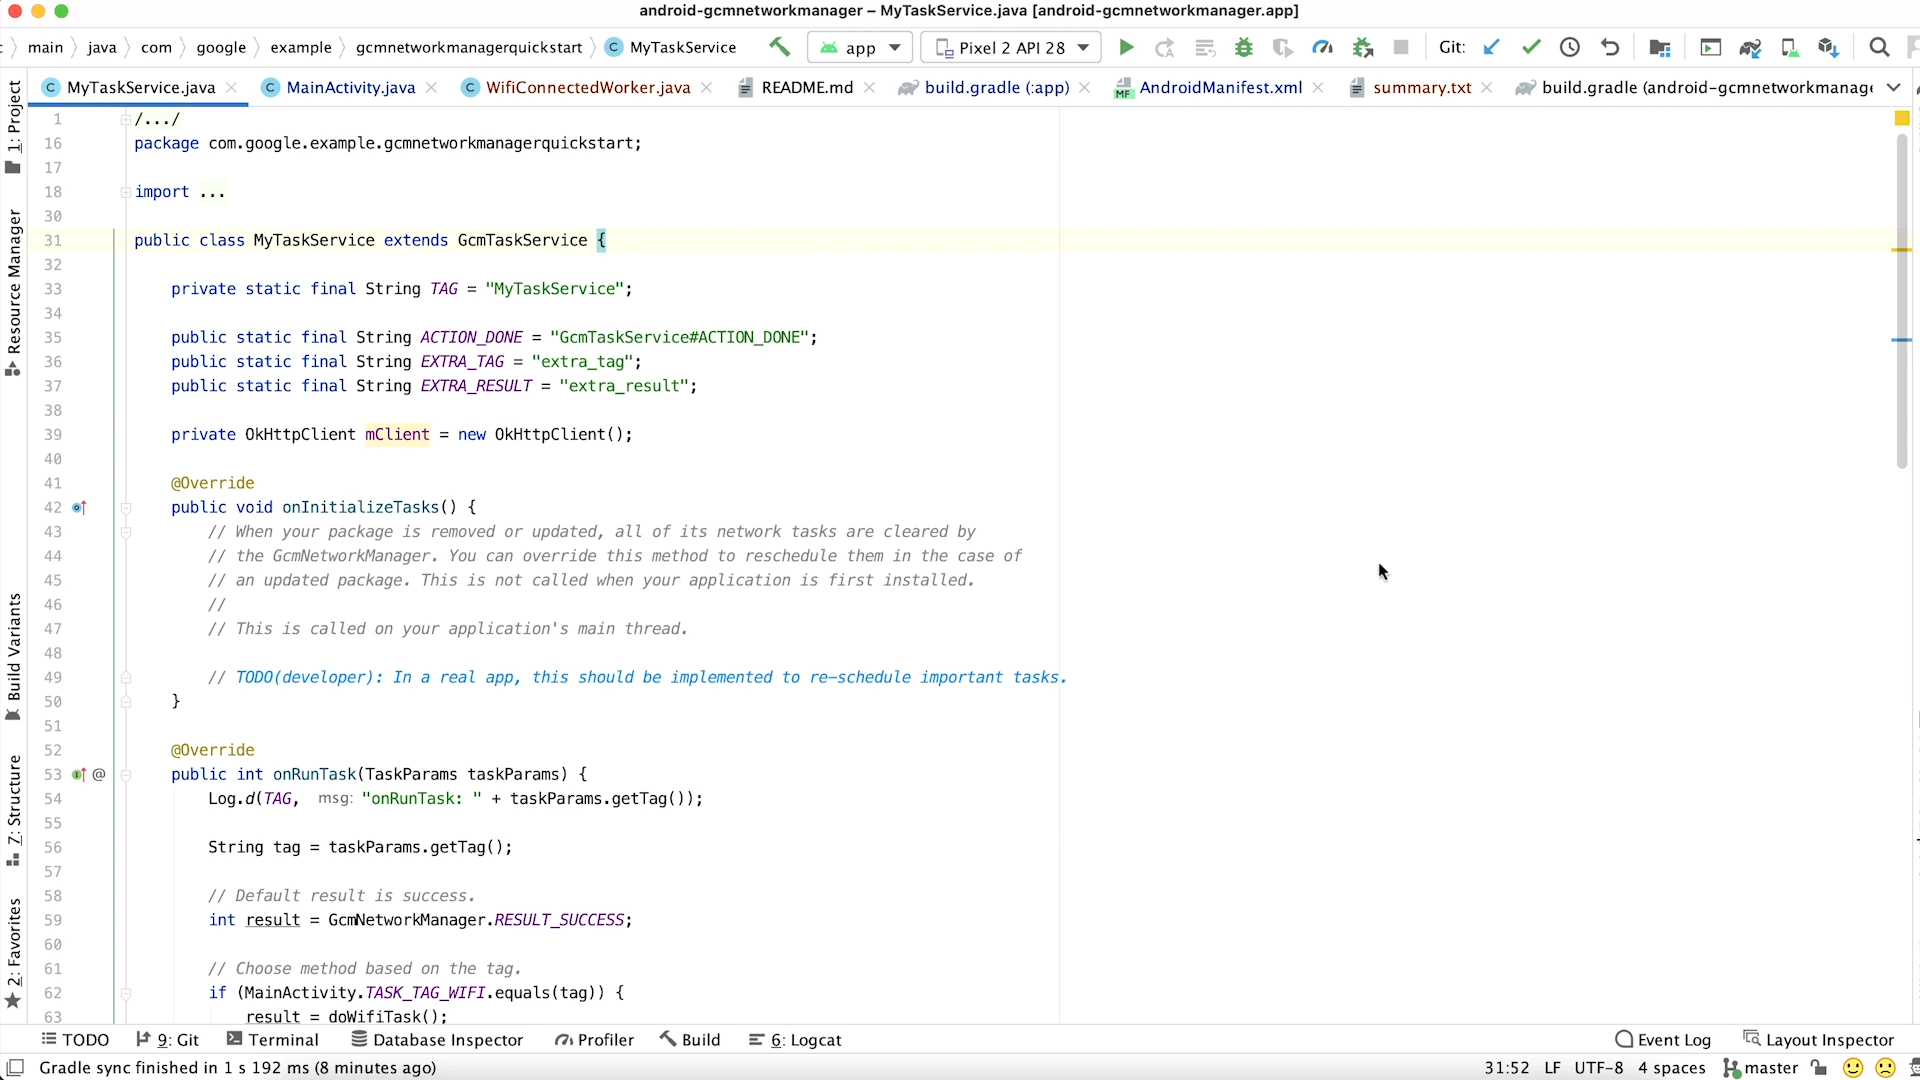 android-gcmnetworkmanager – MyTaskService.java [android-gcmnetworkmanager.app]
main java com google example gcmnetworkmanagerquickstart C MyTaskService app Pixel 2 API 28 Git:
C MyTaskService.java C MainActivity.java C WifiConnectedWorker.java README.md build.gradle (:app) MF AndroidManifest.xml summary.txt build.gradle (android-gcmnetworkmanage
1: Project
Resource Manager
Build Variants
7: Structure
2: Favorites
1 /.../
16 package com.google.example.gcmnetworkmanagerquickstart;
17
18 import ...
30
31 public class MyTaskService extends GcmTaskService {
32
33 private static final String TAG = "MyTaskService";
34
35 public static final String ACTION_DONE = "GcmTaskService#ACTION_DONE";
36 public static final String EXTRA_TAG = "extra_tag";
37 public static final String EXTRA_RESULT = "extra_result";
38
39 private OkHttpClient mClient = new OkHttpClient();
40
41 @Override
42 public void onInitializeTasks() {
43 // When your package is removed or updated, all of its network tasks are cleared by
44 // the GcmNetworkManager. You can override this method to reschedule them in the case of
45 // an updated package. This is not called when your application is first installed.
46 //
47 // This is called on your application's main thread.
48
49 // TODO(developer): In a real app, this should be implemented to re-schedule important tasks.
50 }
51
52 @Override
53 @ public int onRunTask(TaskParams taskParams) {
54 Log.d(TAG, msg: "onRunTask: " + taskParams.getTag());
55
56 String tag = taskParams.getTag();
57
58 // Default result is success.
59 int result = GcmNetworkManager.RESULT_SUCCESS;
60
61 // Choose method based on the tag.
62 if (MainActivity.TASK_TAG_WIFI.equals(tag)) {
63 result = doWifiTask();
TODO 9: Git Terminal Database Inspector Profiler Build 6: Logcat Event Log Layout Inspector
Gradle sync finished in 1 s 192 ms (8 minutes ago) 31:52 LF UTF-8 4 spaces master